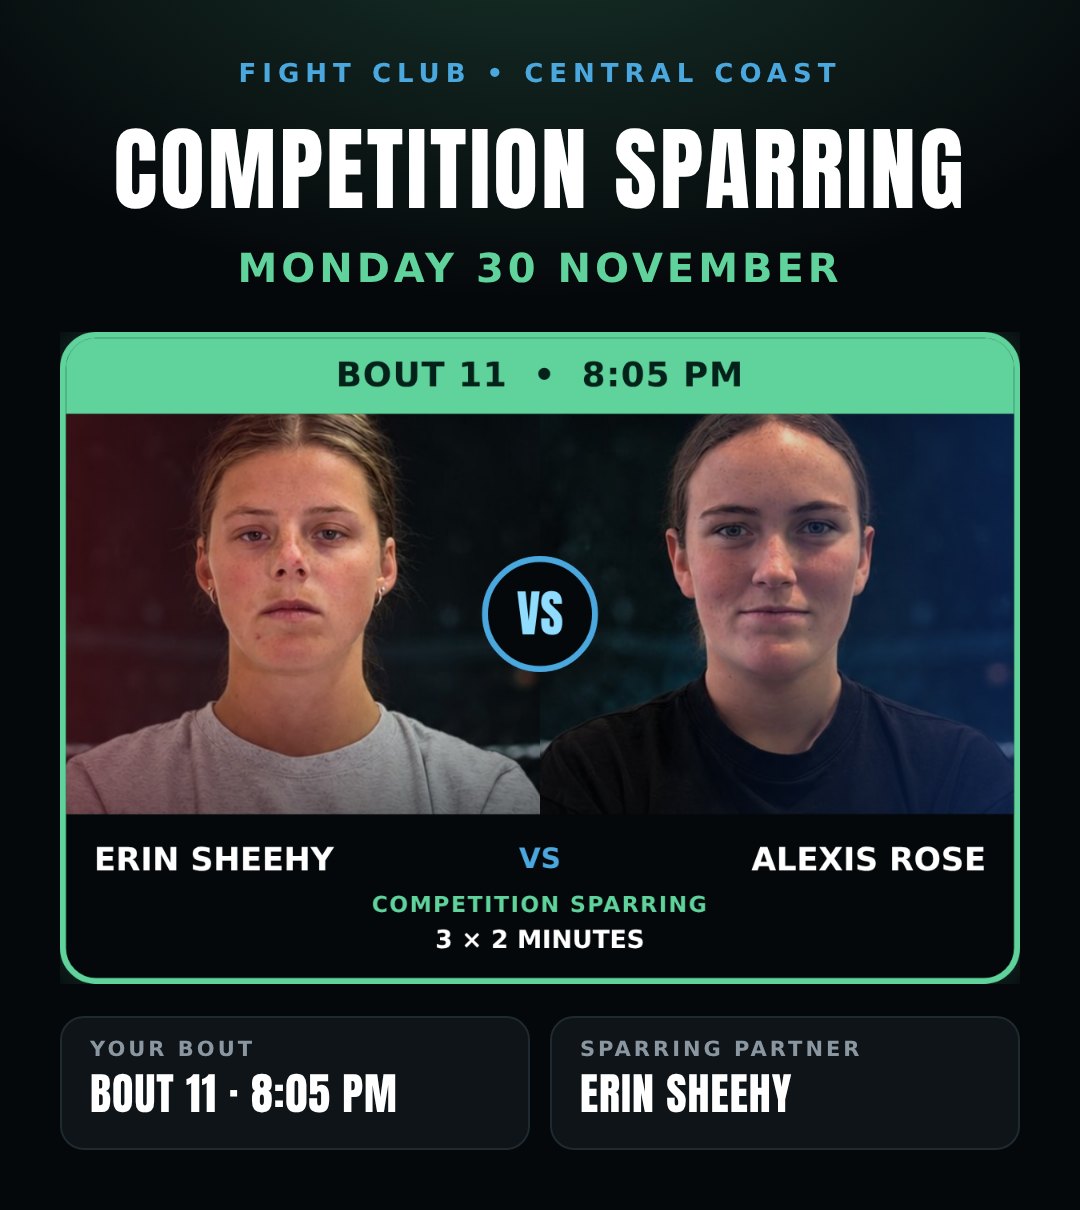 FIGHT CLUB • CENTRAL COAST
COMPETITION SPARRING
MONDAY 30 NOVEMBER
BOUT 11 • 8:05 PM
VS
ERIN SHEEHY VS ALEXIS ROSE
COMPETITION SPARRING
3 × 2 MINUTES
YOUR BOUT
BOUT 11 · 8:05 PM
SPARRING PARTNER
ERIN SHEEHY